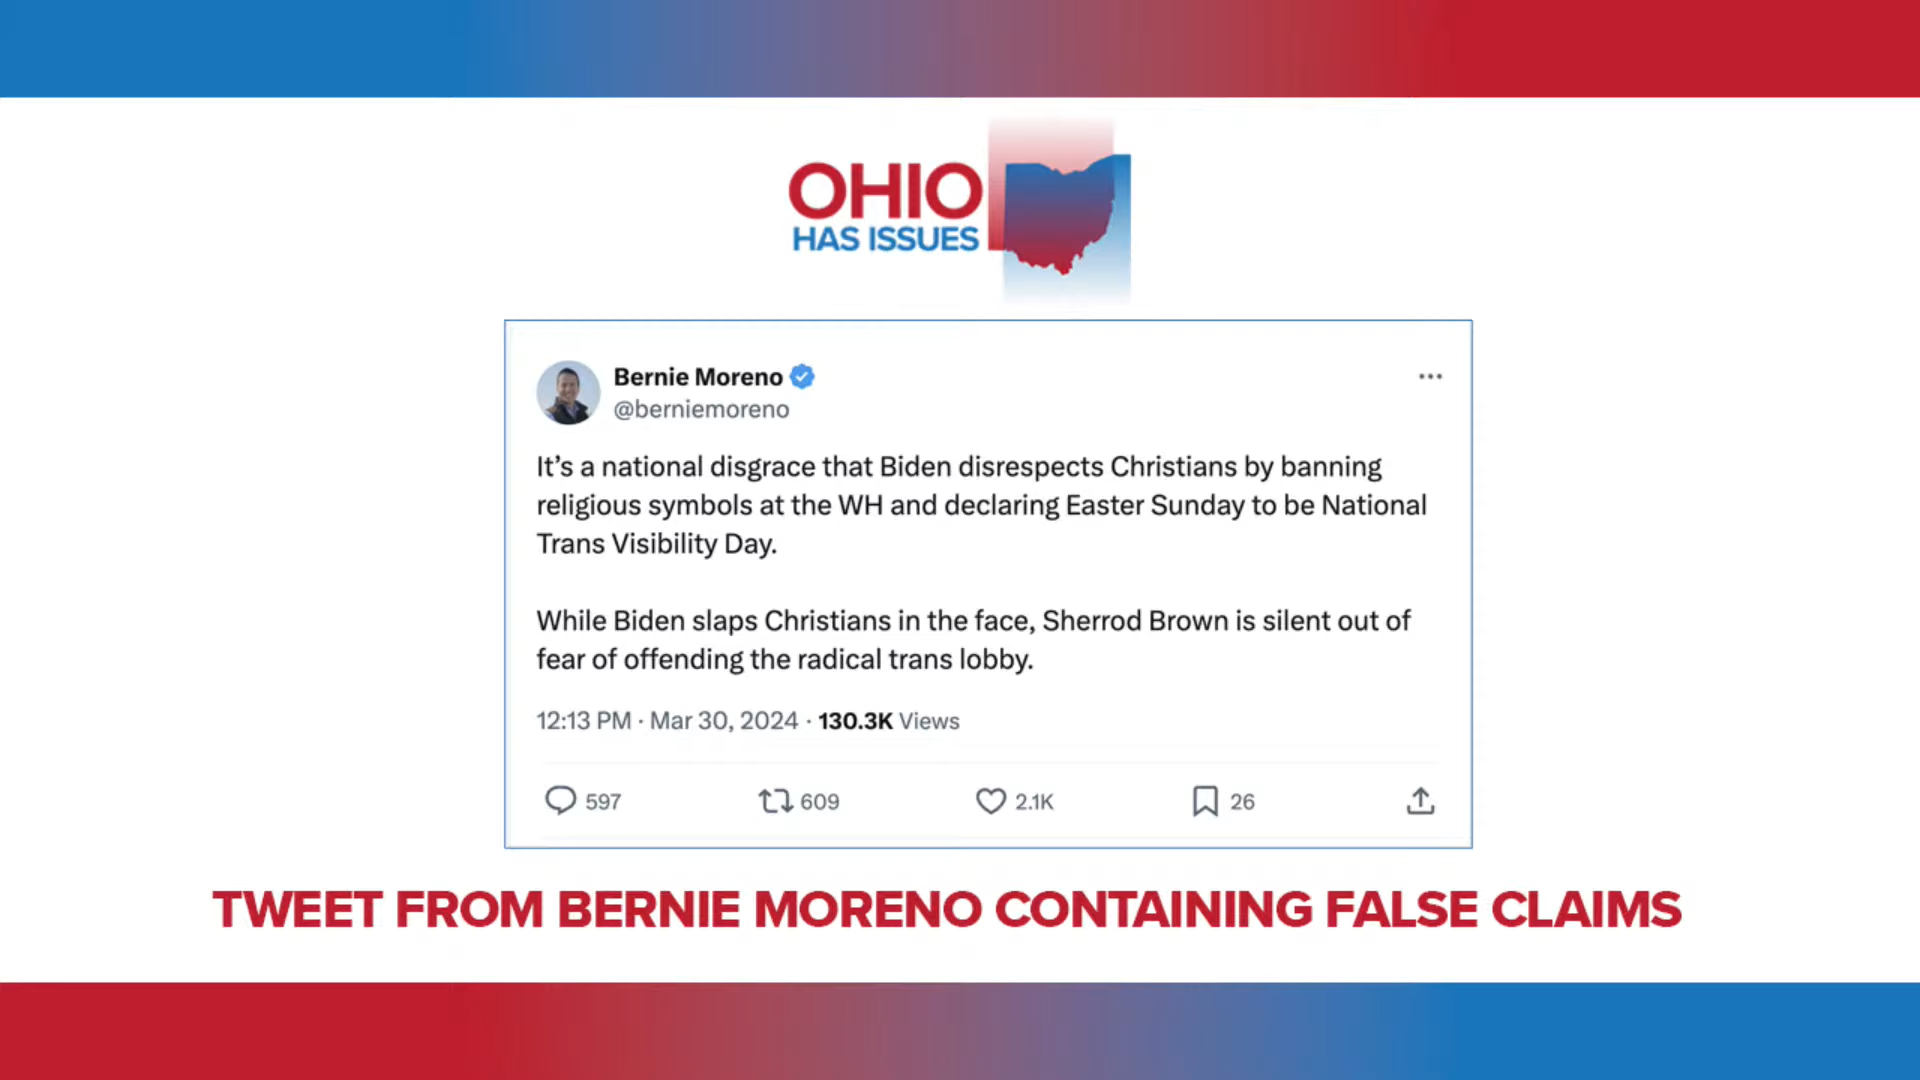 OHIO
HAS ISSUES
Bernie Moreno
@berniemoreno
It’s a national disgrace that Biden disrespects Christians by banning
religious symbols at the WH and declaring Easter Sunday to be National
Trans Visibility Day.
While Biden slaps Christians in the face, Sherrod Brown is silent out of
fear of offending the radical trans lobby.
12:13 PM · Mar 30, 2024 · 130.3K Views
597 609 2.1K 26
TWEET FROM BERNIE MORENO CONTAINING FALSE CLAIMS